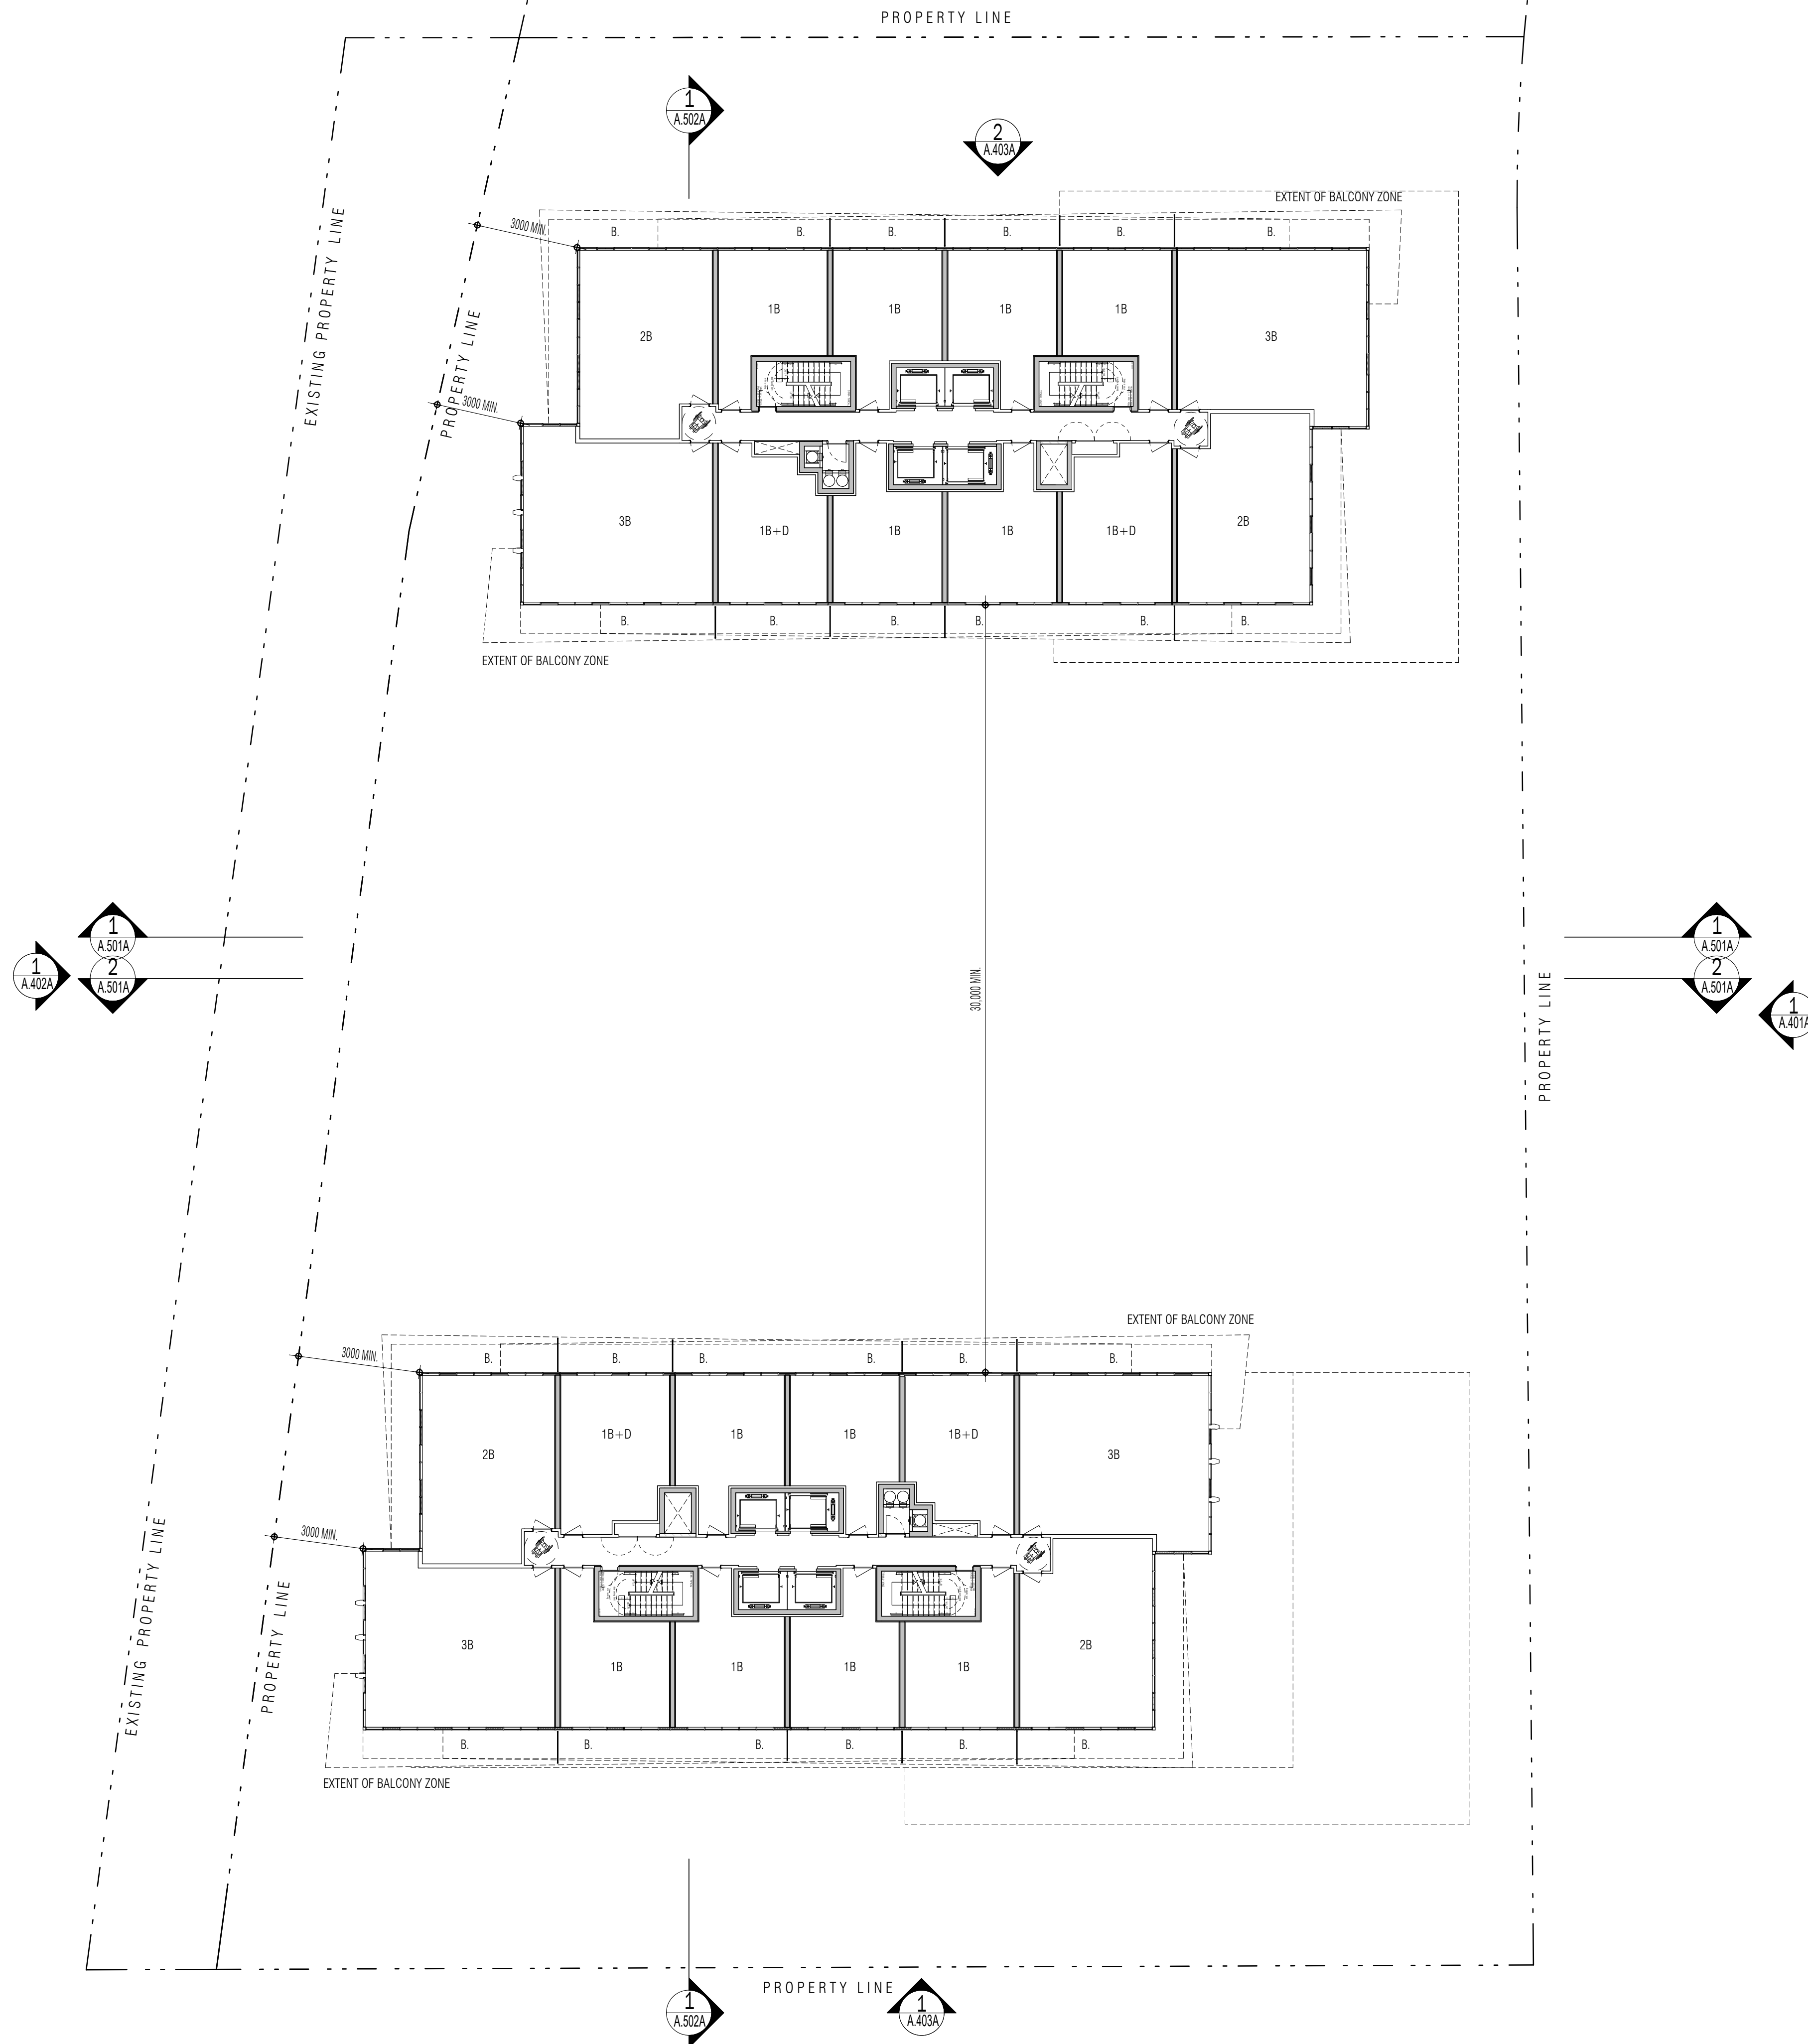 PROPERTY LINE
1
A.502A
2
A.403A
EXTENT OF BALCONY ZONE
EXISTING PROPERTY LINE
3000 MIN.
B.
B.
B.
B.
B.
B.
PROPERTY LINE
1B
1B
1B
1B
2B
3B
3000 MIN.
3B
1B+D
1B
1B
1B+D
2B
B.
B.
B.
B.
B.
B.
EXTENT OF BALCONY ZONE
1
A.501A
1
A.501A
1
A.402A
2
A.501A
30,000 MIN.
2
A.501A
1
A.401A
PROPERTY LINE
EXTENT OF BALCONY ZONE
3000 MIN.
B.
B.
B.
B.
B.
B.
2B
1B+D
1B
1B
1B+D
3B
3000 MIN.
EXISTING PROPERTY LINE
PROPERTY LINE
3B
1B
1B
1B
1B
2B
B.
B.
B.
B.
B.
B.
EXTENT OF BALCONY ZONE
PROPERTY LINE
1
A.502A
1
A.403A